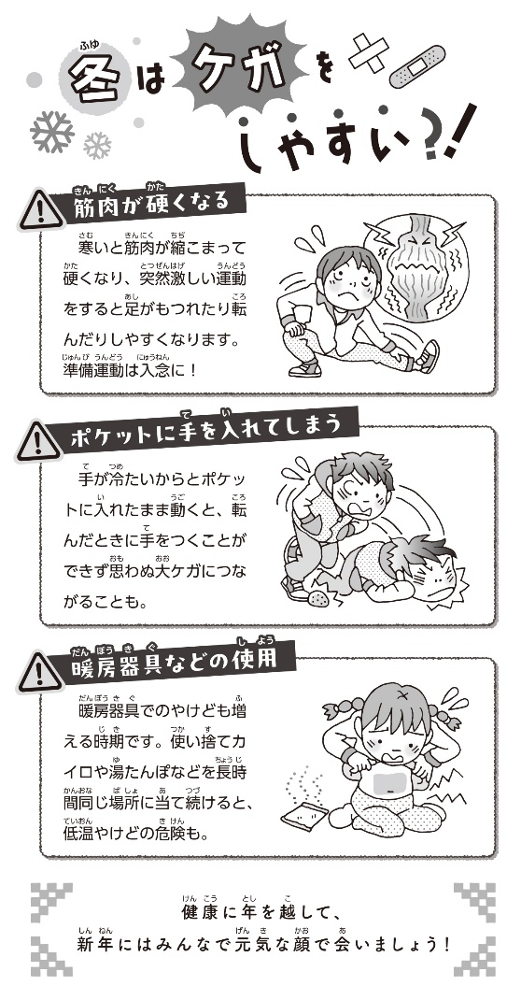 冬はケガを
しやすい?!
筋肉が硬くなる
寒いと筋肉が縮こまって
硬くなり、突然激しい運動
をすると足がもつれたり転
んだりしやすくなります。
準備運動は入念に！
ポケットに手を入れてしまう
手が冷たいからとポケッ
トに入れたまま動くと、転
んだときに手をつくことが
できず思わぬ大ケガにつな
がることも。
暖房器具などの使用
暖房器具でのやけども増
える時期です。使い捨てカ
イロや湯たんぽなどを長時
間同じ場所に当て続けると、
低温やけどの危険も。
健康に年を越して、
新年にはみんなで元気な顔で会いましょう！